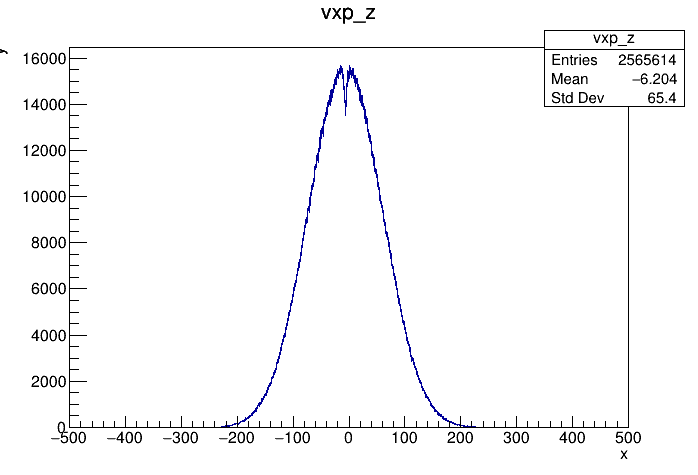 vxp_z
y
vxp_z
Entries 2565614
Mean −6.204
Std Dev 65.4
16000
14000
12000
10000
8000
6000
4000
2000
0
−500 −400 −300 −200 −100 0 100 200 300 400 500
x